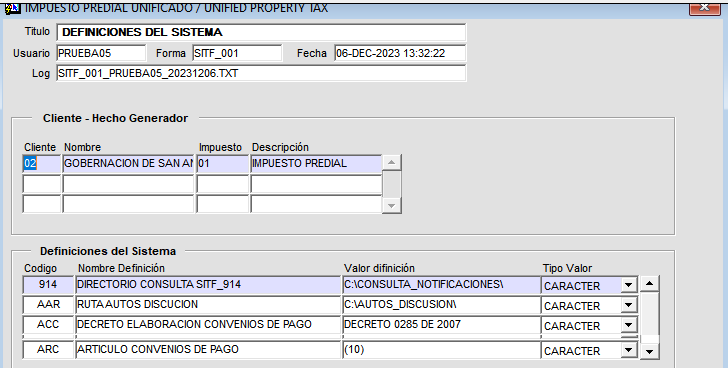 IMPUESTO PREDIAL UNIFICADO / UNIFIED PROPERTY TAX
Titulo DEFINICIONES DEL SISTEMA
Usuario PRUEBA05 Forma SITF_001 Fecha 06-DEC-2023 13:32:22
Log SITF_001_PRUEBA05_20231206.TXT
Cliente - Hecho Generador
Cliente Nombre Impuesto Descripción
02 GOBERNACION DE SAN AN 01 IMPUESTO PREDIAL
Definiciones del Sistema
Codigo Nombre Definición Valor difinición Tipo Valor
914 DIRECTORIO CONSULTA SITF_914 C:\CONSULTA_NOTIFICACIONES\ CARACTER
AAR RUTA AUTOS DISCUCION C:\AUTOS_DISCUSION\ CARACTER
ACC DECRETO ELABORACION CONVENIOS DE PAGO DECRETO 0285 DE 2007 CARACTER
ARC ARTICULO CONVENIOS DE PAGO (10) CARACTER